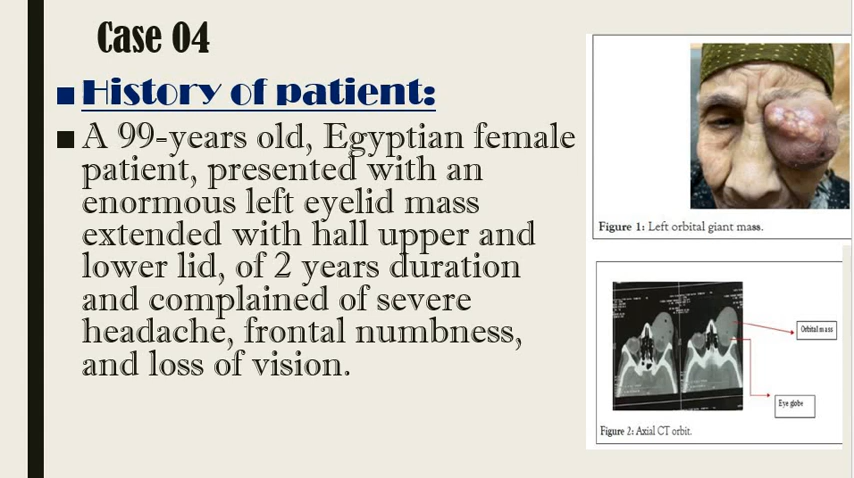 Case 04
History of patient:
A 99-years old, Egyptian female
patient, presented with an
enormous left eyelid mass
extended with hall upper and
lower lid, of 2 years duration
and complained of severe
headache, frontal numbness,
and loss of vision.
Figure 1: Left orbital giant mass.
Orbital mass
Eye globe
Figure 2: Axial CT orbit.